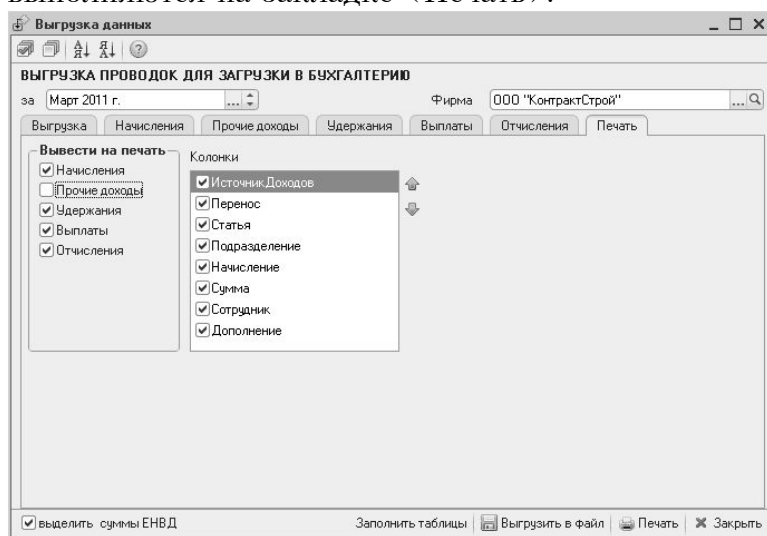 Выгрузка данных
ВЫГРУЗКА ПРОВОДОК ДЛЯ ЗАГРУЗКИ В БУХГАЛТЕРИЮ
за Март 2011 г. ... Фирма ООО "КонтрактСтрой" ...
Выгрузка Начисления Прочие доходы Удержания Выплаты Отчисления Печать
Вывести на печать
Начисления
Прочие доходы
Удержания
Выплаты
Отчисления
Колонки
ИсточникДоходов
Перенос
Статья
Подразделение
Начисление
Сумма
Сотрудник
Дополнение
выделить суммы ЕНВД Заполнить таблицы Выгрузить в файл Печать Закрыть